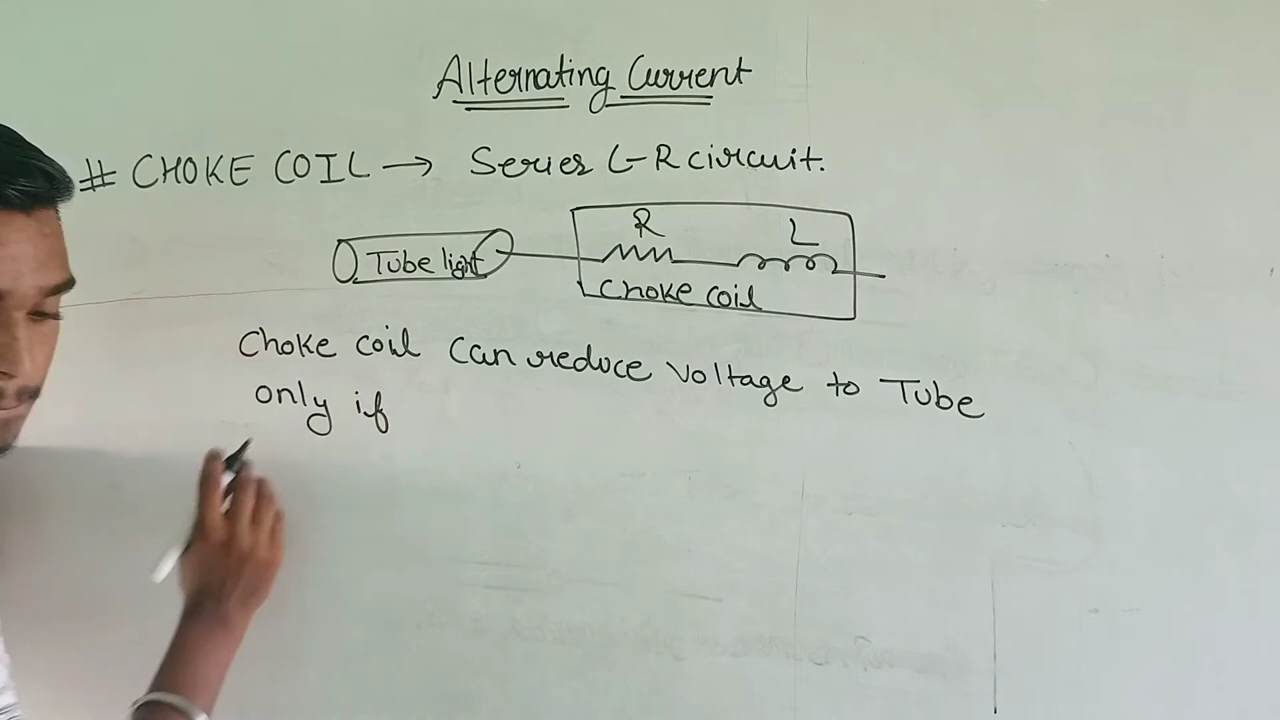 Alternating Current
# CHOKE COIL → Series L-R circuit.
R L
Tube light
Choke coil
Choke coil can reduce voltage to Tube
only if